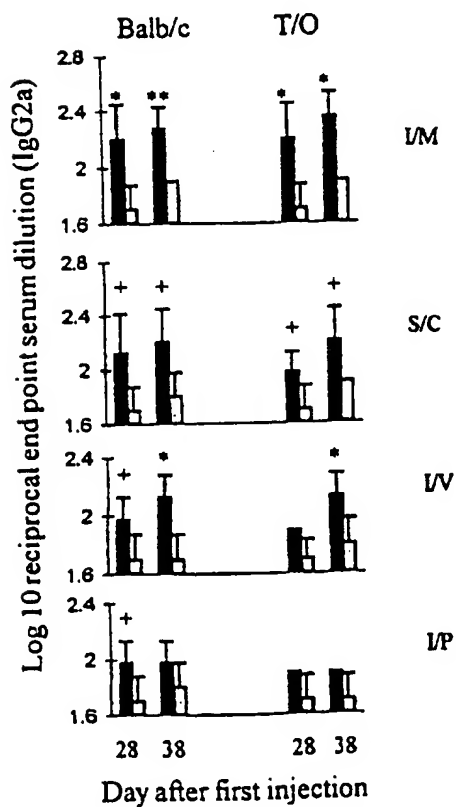 Balb/c T/O
Log 10 reciprocal end point serum dilution (IgG2a)
2.8
* ** * *
2.4
I/M
2
1.6
2.8
+ + + +
S/C
2.4
2
1.6
2.4
+ * *
I/V
2
1.6
2.4
+
I/P
2
1.6
28 38 28 38
Day after first injection